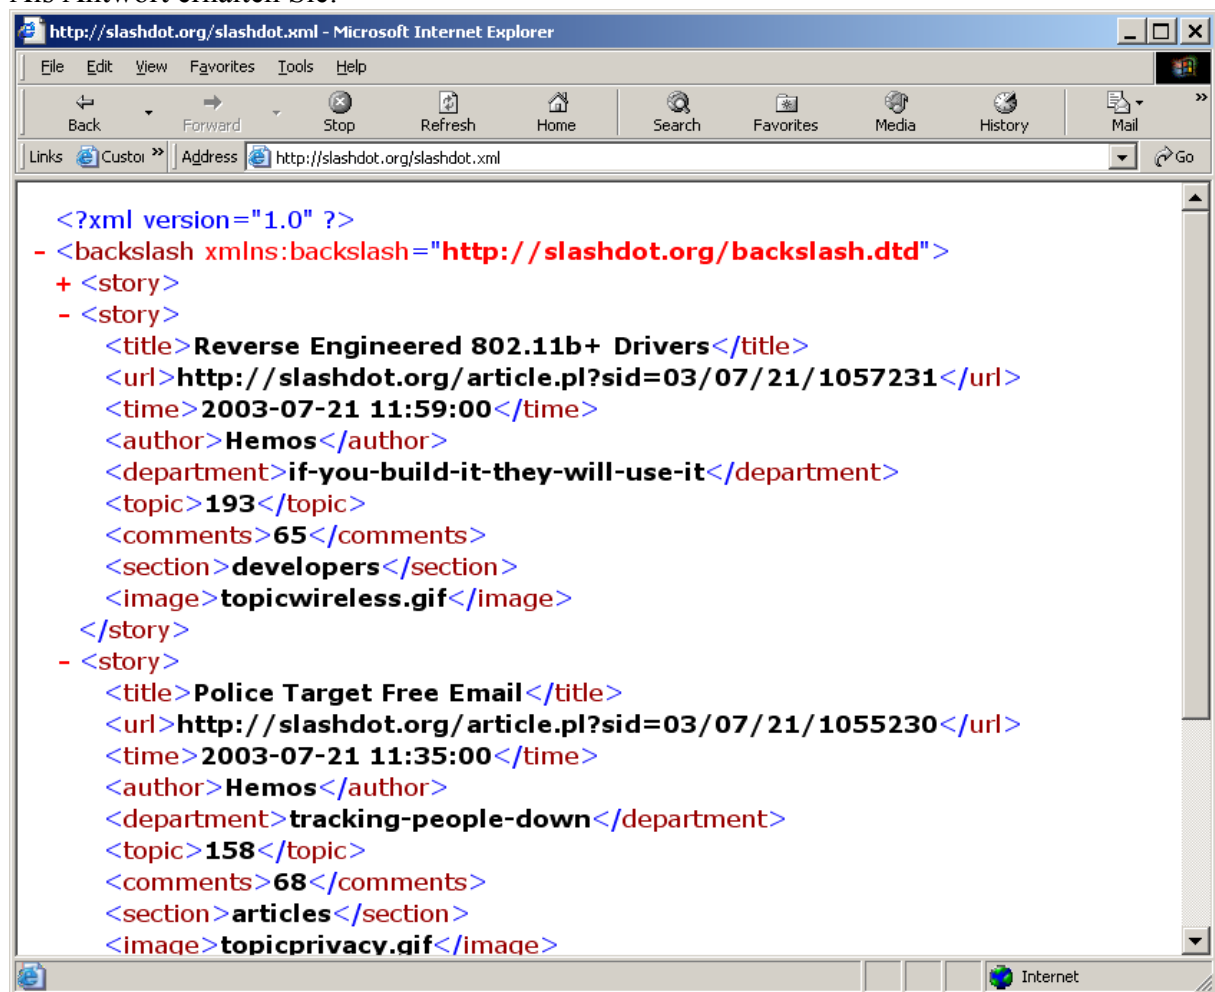 Als Antwort erhalten Sie:
http://slashdot.org/slashdot.xml - Microsoft Internet Explorer
File Edit View Favorites Tools Help
Back Forward Stop Refresh Home Search Favorites Media History Mail »
Links Custor » Address http://slashdot.org/slashdot.xml Go
<?xml version="1.0" ?>
- <backslash xmlns:backslash="http://slashdot.org/backslash.dtd">
+ <story>
- <story>
<title>Reverse Engineered 802.11b+ Drivers</title>
<url>http://slashdot.org/article.pl?sid=03/07/21/1057231</url>
<time>2003-07-21 11:59:00</time>
<author>Hemos</author>
<department>if-you-build-it-they-will-use-it</department>
<topic>193</topic>
<comments>65</comments>
<section>developers</section>
<image>topicwireless.gif</image>
</story>
- <story>
<title>Police Target Free Email</title>
<url>http://slashdot.org/article.pl?sid=03/07/21/1055230</url>
<time>2003-07-21 11:35:00</time>
<author>Hemos</author>
<department>tracking-people-down</department>
<topic>158</topic>
<comments>68</comments>
<section>articles</section>
<image>topicprivacy.gif</image>
Internet